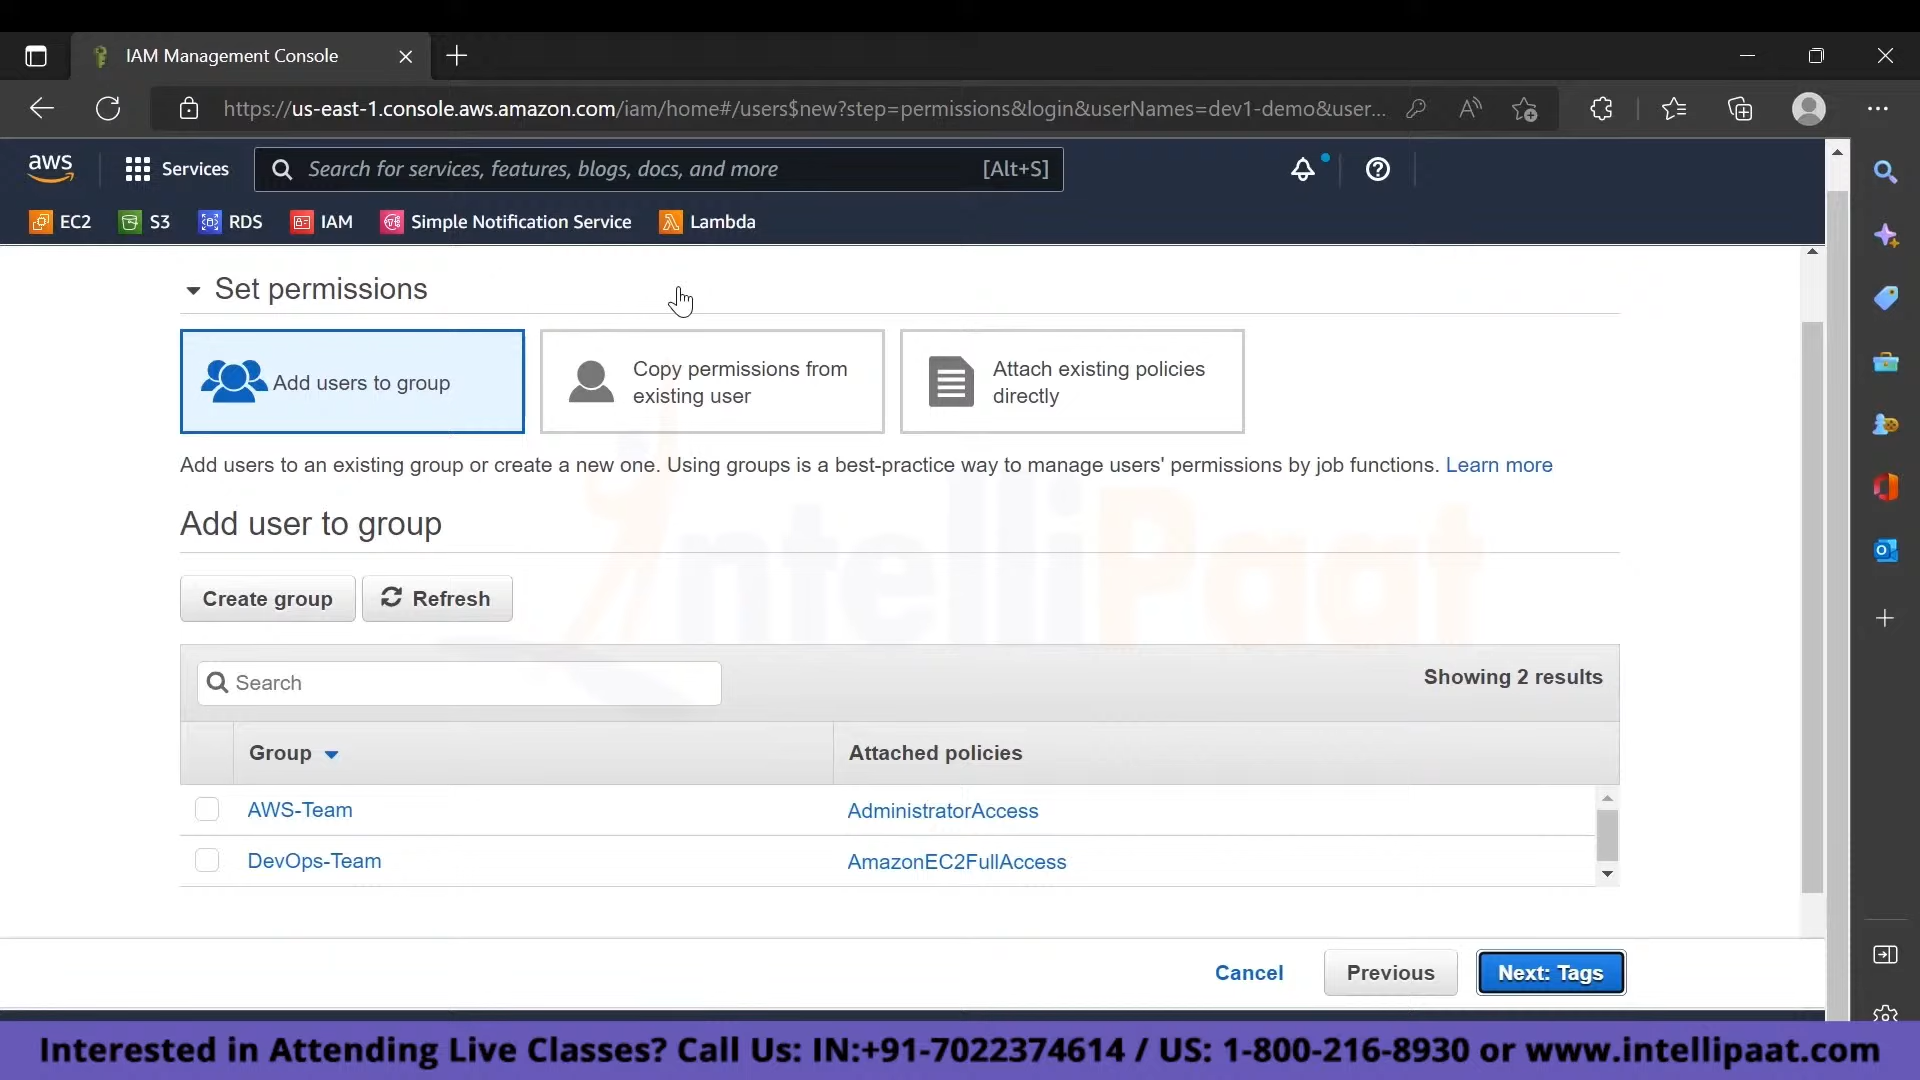 IAM Management Console
https://us-east-1.console.aws.amazon.com/iam/home#/users$new?step=permissions&login&userNames=dev1-demo&user...
aws
Services
Search for services, features, blogs, docs, and more
[Alt+S]
EC2
S3
RDS
IAM
Simple Notification Service
Lambda
Set permissions
Add users to group
Copy permissions from
existing user
Attach existing policies
directly
Add users to an existing group or create a new one. Using groups is a best-practice way to manage users' permissions by job functions. Learn more
IntelliPaat
Add user to group
Create group
Refresh
Search
Showing 2 results
Group
Attached policies
AWS-Team
AdministratorAccess
DevOps-Team
AmazonEC2FullAccess
Cancel
Previous
Next: Tags
Interested in Attending Live Classes? Call Us: IN:+91-7022374614 / US: 1-800-216-8930 or www.intellipaat.com